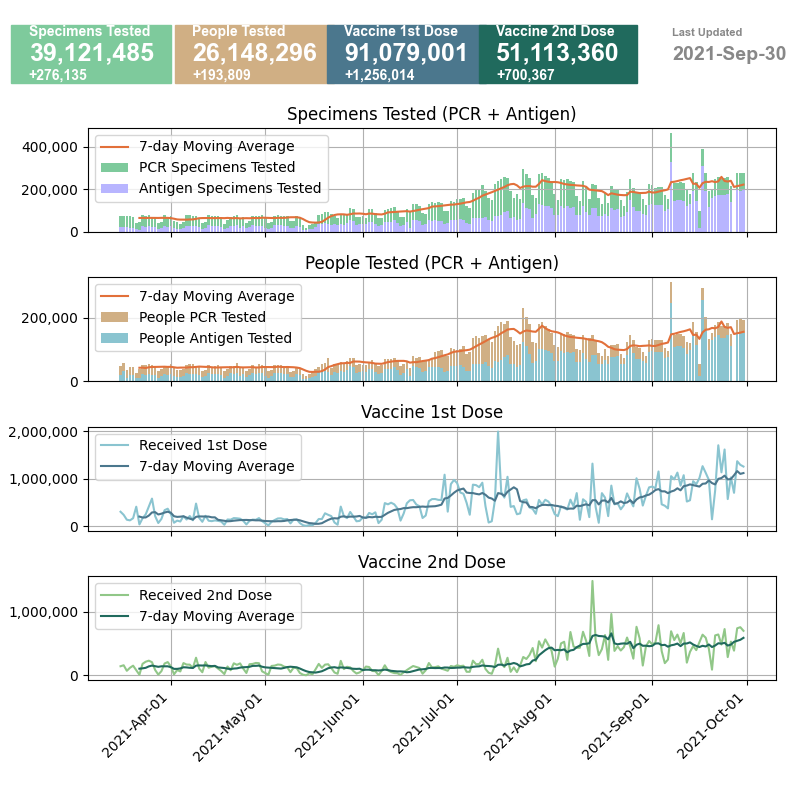 Specimens Tested
39,121,485
+276,135
People Tested
26,148,296
+193,809
Vaccine 1st Dose
91,079,001
+1,256,014
Vaccine 2nd Dose
51,113,360
+700,367
Last Updated
2021-Sep-30
Specimens Tested (PCR + Antigen)
400,000
200,000
0
7-day Moving Average
PCR Specimens Tested
Antigen Specimens Tested
People Tested (PCR + Antigen)
200,000
0
7-day Moving Average
People PCR Tested
People Antigen Tested
Vaccine 1st Dose
2,000,000
1,000,000
0
Received 1st Dose
7-day Moving Average
Vaccine 2nd Dose
1,000,000
0
Received 2nd Dose
7-day Moving Average
2021-Apr-01
2021-May-01
2021-Jun-01
2021-Jul-01
2021-Aug-01
2021-Sep-01
2021-Oct-01